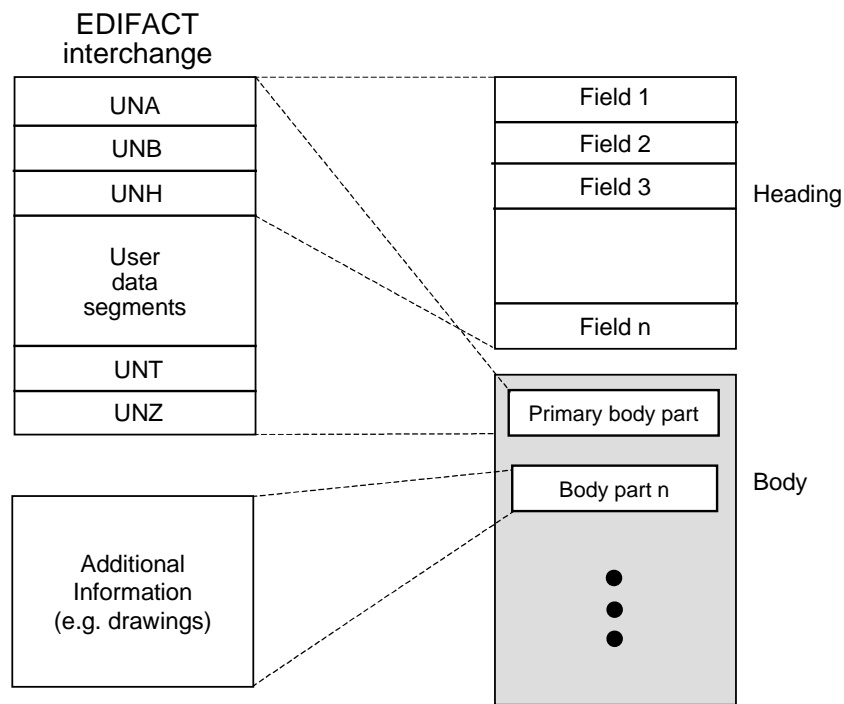 EDIFACT
interchange
UNA
UNB
UNH
User
data
segments
UNT
UNZ
Additional
Information
(e.g. drawings)
Field 1
Field 2
Field 3
Field n
Heading
Primary body part
Body part n
Body